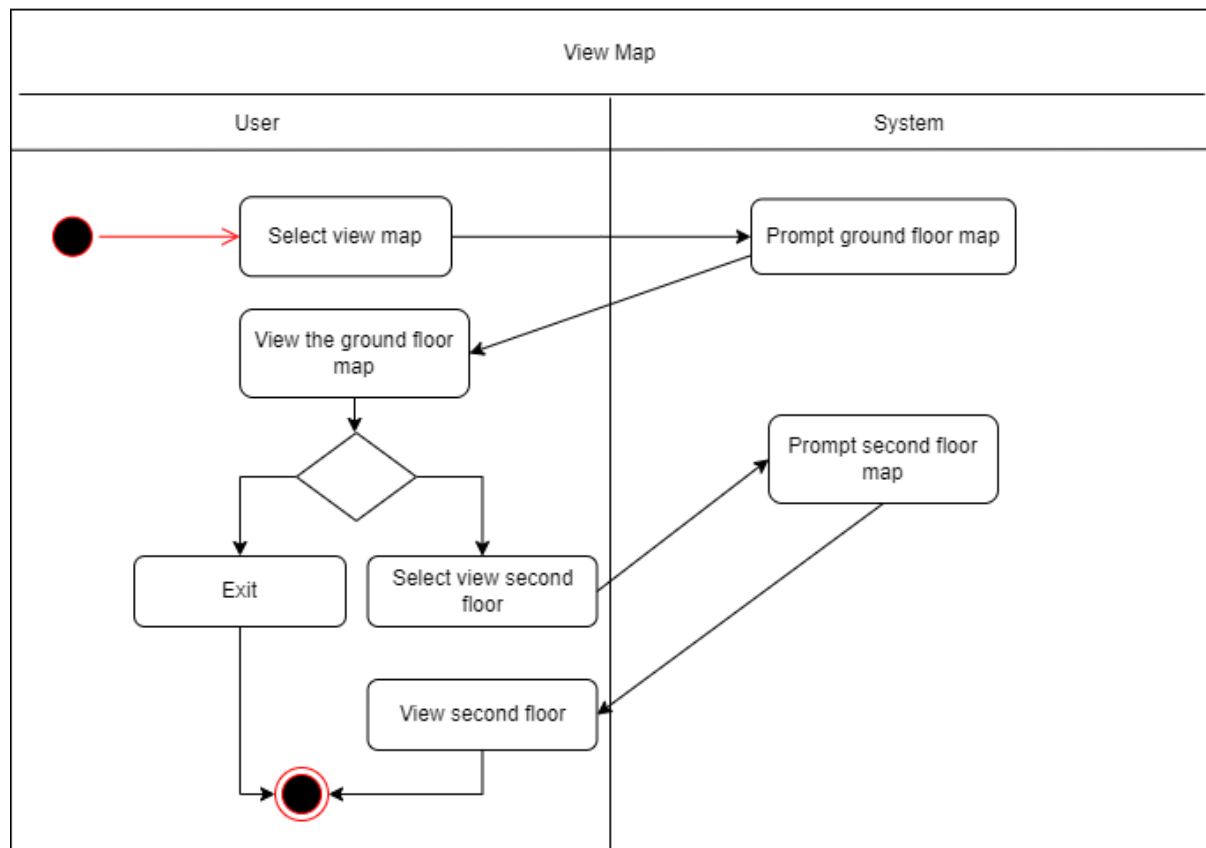 View Map
User
System
Select view map
Prompt ground floor map
View the ground floor
map
Prompt second floor
map
Exit
Select view second
floor
View second floor